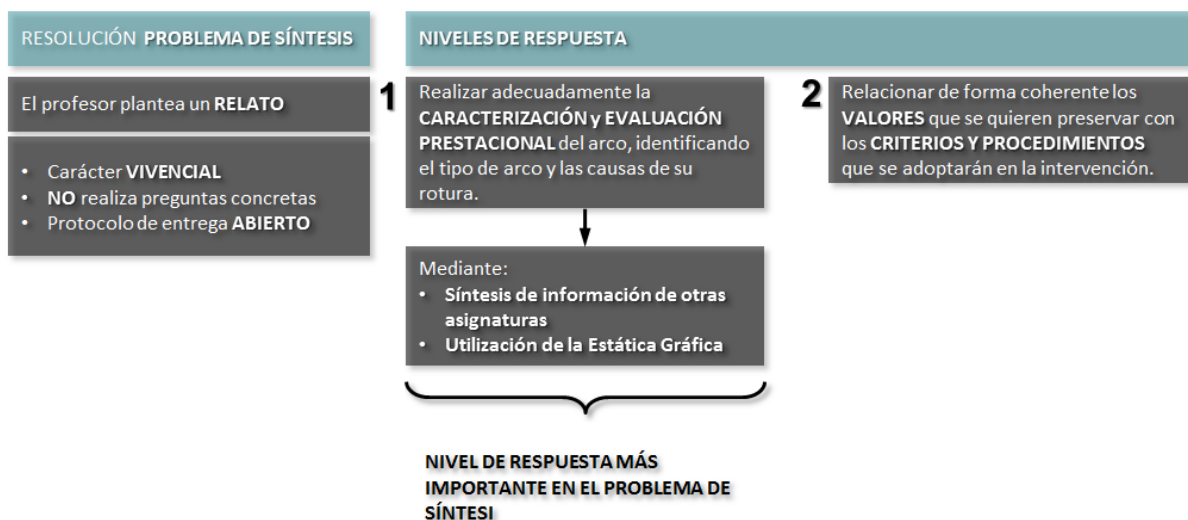 RESOLUCIÓN PROBLEMA DE SÍNTESIS
El profesor plantea un RELATO
• Carácter VIVENCIAL
• NO realiza preguntas concretas
• Protocolo de entrega ABIERTO
NIVELES DE RESPUESTA
1
Realizar adecuadamente la
CARACTERIZACIÓN y EVALUACIÓN
PRESTACIONAL del arco, identificando
el tipo de arco y las causas de su
rotura.
Mediante:
• Síntesis de información de otras
asignaturas
• Utilización de la Estática Gráfica
NIVEL DE RESPUESTA MÁS
IMPORTANTE EN EL PROBLEMA DE
SÍNTESI
2
Relacionar de forma coherente los
VALORES que se quieren preservar con
los CRITERIOS Y PROCEDIMIENTOS
que se adoptarán en la intervención.